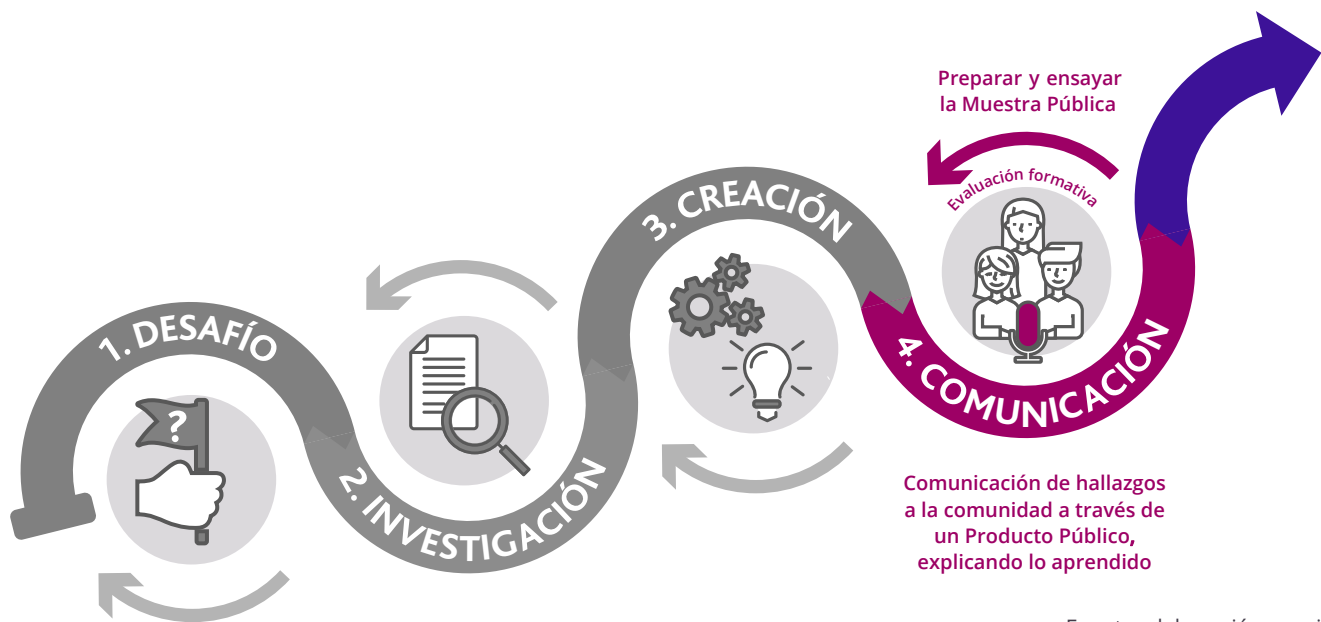 1. DESAFÍO
?
2. INVESTIGACIÓN
3. CREACIÓN
Preparar y ensayar
la Muestra Pública
Evaluación formativa
4. COMUNICACIÓN
Comunicación de hallazgos
a la comunidad a través de
un Producto Público,
explicando lo aprendido